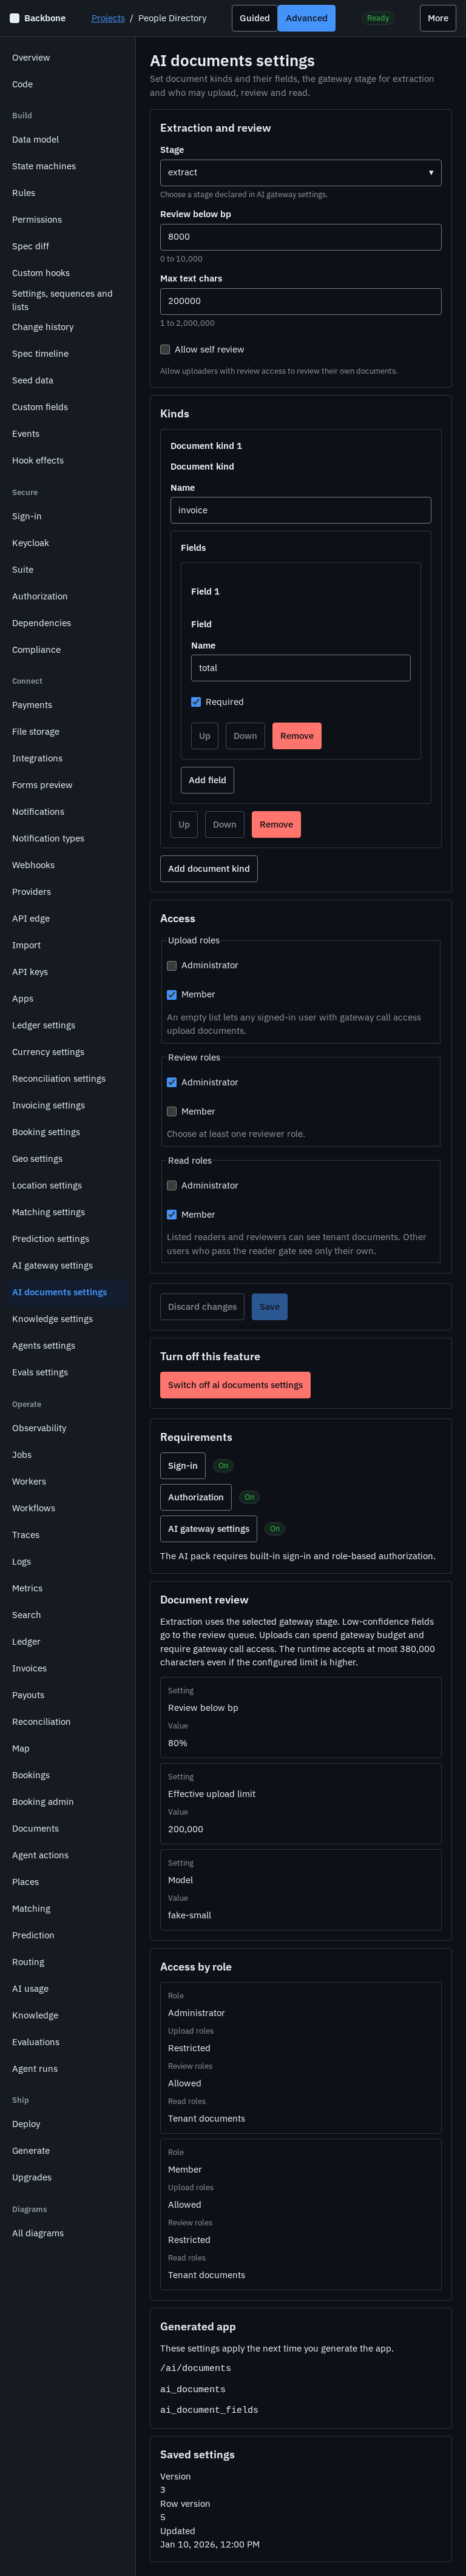 Backbone
Projects / People Directory
Guided
Advanced
Ready
More
Overview
Code
Build
Data model
State machines
Rules
Permissions
Spec diff
Custom hooks
Settings, sequences and
lists
Change history
Spec timeline
Seed data
Custom fields
Events
Hook effects
Secure
Sign-in
Keycloak
Suite
Authorization
Dependencies
Compliance
Connect
Payments
File storage
Integrations
Forms preview
Notifications
Notification types
Webhooks
Providers
API edge
Import
API keys
Apps
Ledger settings
Currency settings
Reconciliation settings
Invoicing settings
Booking settings
Geo settings
Location settings
Matching settings
Prediction settings
AI gateway settings
AI documents settings
Knowledge settings
Agents settings
Evals settings
Operate
Observability
Jobs
Workers
Workflows
Traces
Logs
Metrics
Search
Ledger
Invoices
Payouts
Reconciliation
Map
Bookings
Booking admin
Documents
Agent actions
Places
Matching
Prediction
Routing
AI usage
Knowledge
Evaluations
Agent runs
Ship
Deploy
Generate
Upgrades
Diagrams
All diagrams
AI documents settings
Set document kinds and their fields, the gateway stage for extraction
and who may upload, review and read.
Extraction and review
Stage
extract
Choose a stage declared in AI gateway settings.
Review below bp
8000
0 to 10,000
Max text chars
200000
1 to 2,000,000
Allow self review
Allow uploaders with review access to review their own documents.
Kinds
Document kind 1
Document kind
Name
invoice
Fields
Field 1
Field
Name
total
Required
Up
Down
Remove
Add field
Up
Down
Remove
Add document kind
Access
Upload roles
Administrator
Member
An empty list lets any signed-in user with gateway call access
upload documents.
Review roles
Administrator
Member
Choose at least one reviewer role.
Read roles
Administrator
Member
Listed readers and reviewers can see tenant documents. Other
users who pass the reader gate see only their own.
Discard changes
Save
Turn off this feature
Switch off ai documents settings
Requirements
Sign-in
On
Authorization
On
AI gateway settings
On
The AI pack requires built-in sign-in and role-based authorization.
Document review
Extraction uses the selected gateway stage. Low-confidence fields
go to the review queue. Uploads can spend gateway budget and
require gateway call access. The runtime accepts at most 380,000
characters even if the configured limit is higher.
Setting
Review below bp
Value
80%
Setting
Effective upload limit
Value
200,000
Setting
Model
Value
fake-small
Access by role
Role
Administrator
Upload roles
Restricted
Review roles
Allowed
Read roles
Tenant documents
Role
Member
Upload roles
Allowed
Review roles
Restricted
Read roles
Tenant documents
Generated app
These settings apply the next time you generate the app.
/ai/documents
ai_documents
ai_document_fields
Saved settings
Version
3
Row version
5
Updated
Jan 10, 2026, 12:00 PM